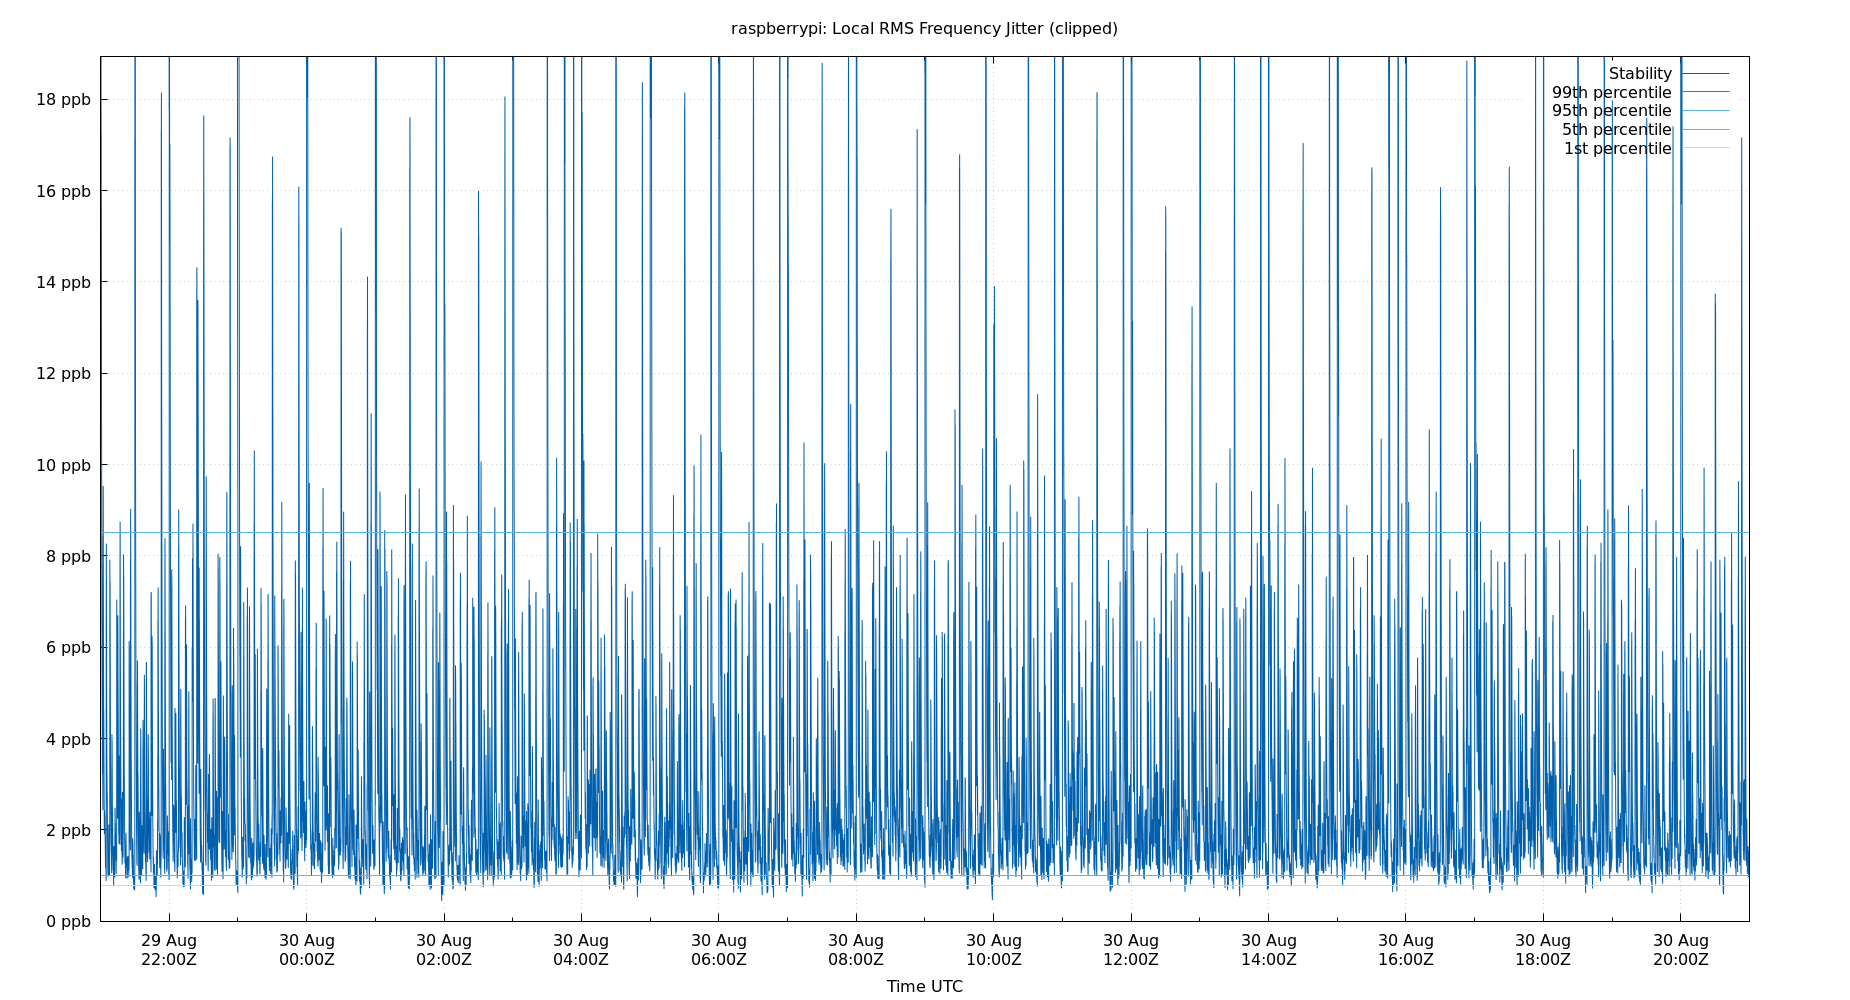 raspberrypi: Local RMS Frequency Jitter (clipped)
Stability
99th percentile
95th percentile
5th percentile
1st percentile
18 ppb
16 ppb
14 ppb
12 ppb
10 ppb
8 ppb
6 ppb
4 ppb
2 ppb
0 ppb
29 Aug 30 Aug 30 Aug 30 Aug 30 Aug 30 Aug 30 Aug 30 Aug 30 Aug 30 Aug 30 Aug 30 Aug
22:00Z 00:00Z 02:00Z 04:00Z 06:00Z 08:00Z 10:00Z 12:00Z 14:00Z 16:00Z 18:00Z 20:00Z
Time UTC